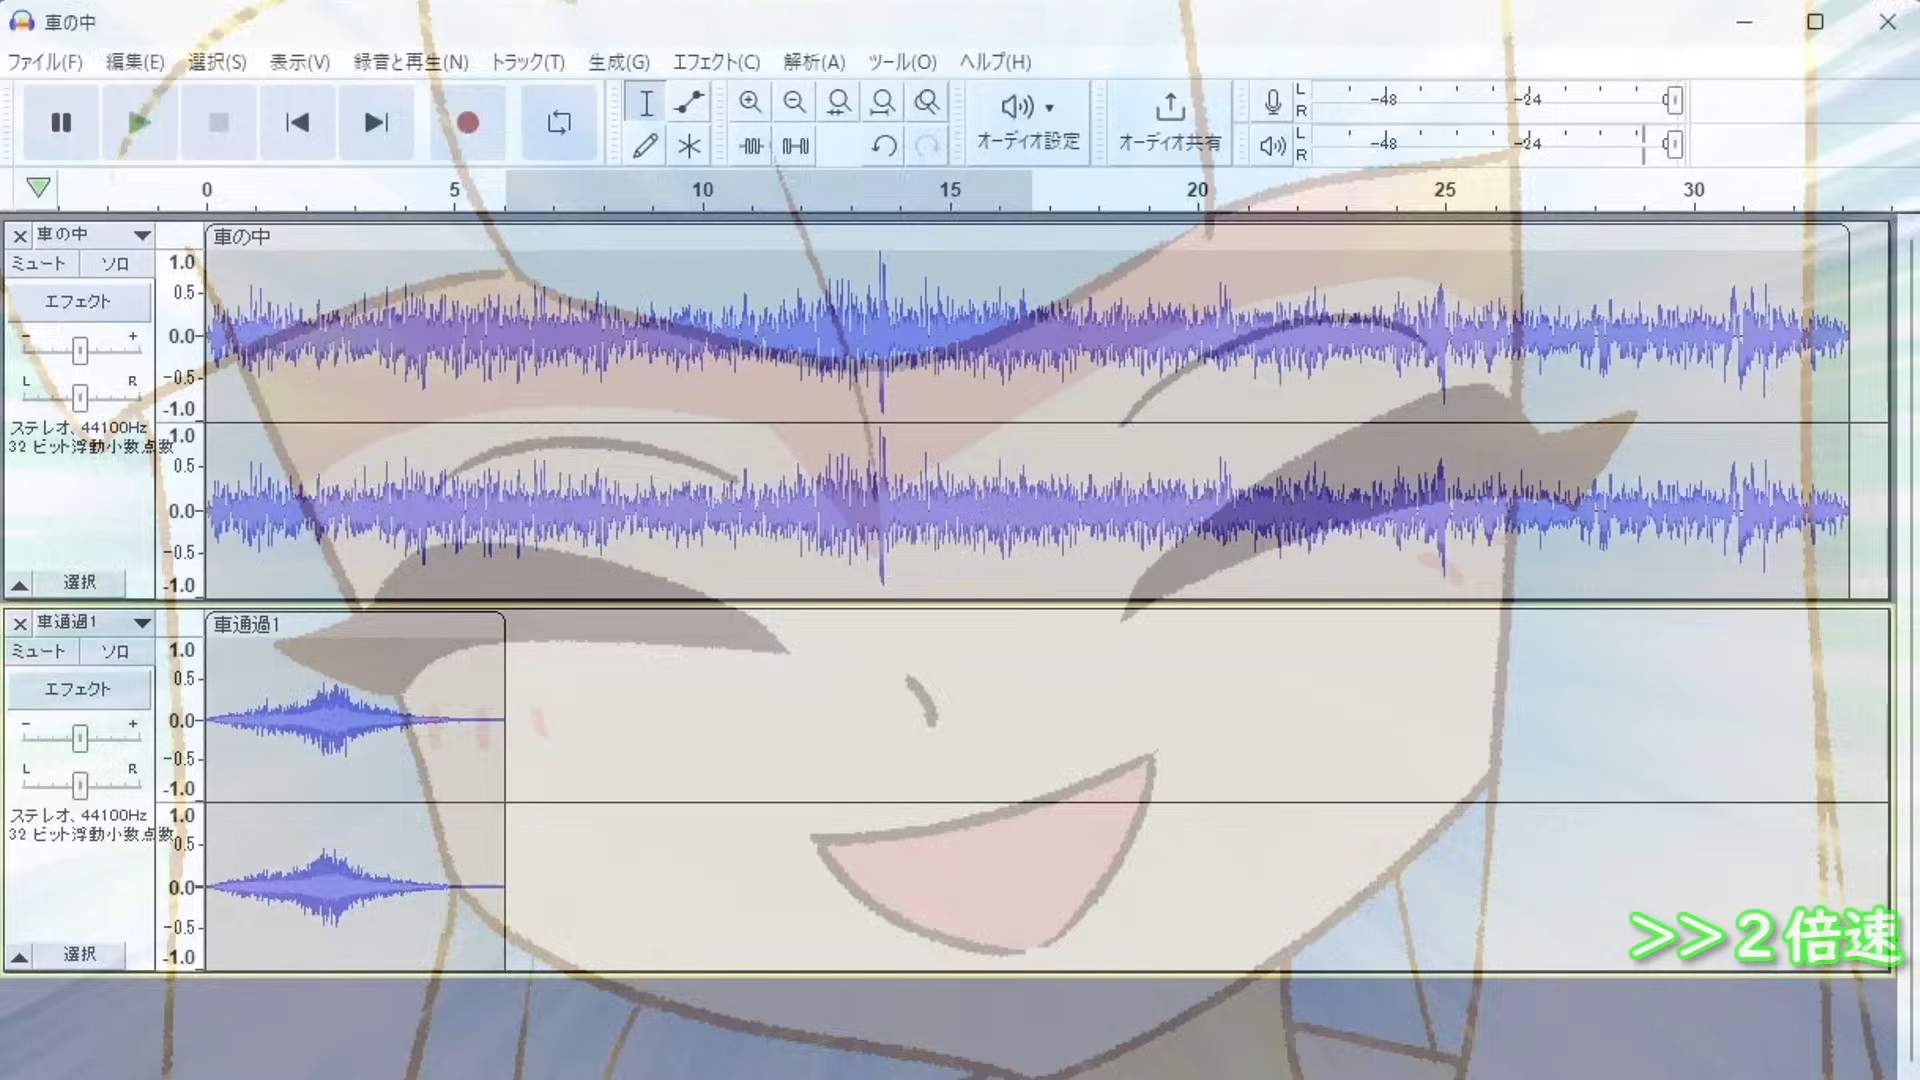 車の中
ファイル(F) 編集(E) 選択(S) 表示(V) 録音と再生(N) トラック(T) 生成(G) エフェクト(C) 解析(A) ツール(O) ヘルプ(H)
オーディオ設定 オーディオ共有
L R -48 -24 0
L R -48 -24 0
0 5 10 15 20 25 30
車の中
ミュート ソロ
エフェクト
- +
L R
ステレオ、44100Hz
32 ビット浮動小数点数
選択
車の中
1.0
0.5
0.0
-0.5
-1.0
1.0
0.5
0.0
-0.5
-1.0
車通過1
ミュート ソロ
エフェクト
- +
L R
ステレオ、44100Hz
32 ビット浮動小数点数
選択
車通過1
1.0
0.5
0.0
-0.5
-1.0
1.0
0.5
0.0
-0.5
-1.0
>>2倍速